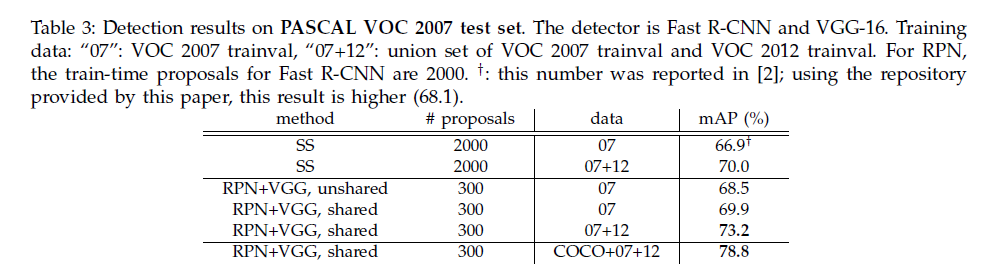 Table 3: Detection results on PASCAL VOC 2007 test set. The detector is Fast R-CNN and VGG-16. Training
data: “07”: VOC 2007 trainval, “07+12”: union set of VOC 2007 trainval and VOC 2012 trainval. For RPN,
the train-time proposals for Fast R-CNN are 2000. †: this number was reported in [2]; using the repository
provided by this paper, this result is higher (68.1).
method # proposals data mAP (%)
SS 2000 07 66.9†
SS 2000 07+12 70.0
RPN+VGG, unshared 300 07 68.5
RPN+VGG, shared 300 07 69.9
RPN+VGG, shared 300 07+12 73.2
RPN+VGG, shared 300 COCO+07+12 78.8